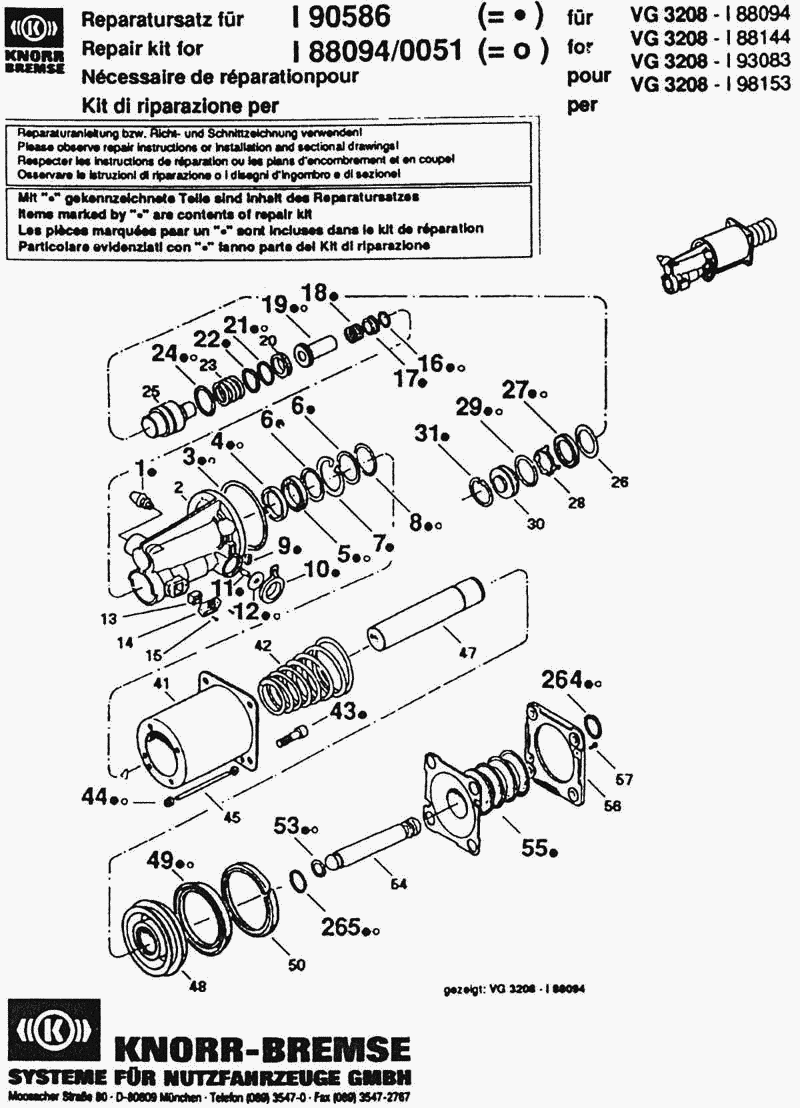 KNORR
BREMSE
Reparatursatz für I 90586 (= ●) für VG 3208 - I 88094
Repair kit for I 88094/0051 (= o) for VG 3208 - I 88144
Nécessaire de réparationpour pour VG 3208 - I 93083
Kit di riparazione per per VG 3208 - I 98153
Reparaturanleitung bzw. Richt- und Schnittzeichnung verwenden!
Please observe repair instructions or installation and sectional drawings!
Respecter les instructions de réparation ou les plans d'encombrement et en coupe!
Osservare le istruzioni di riparazione o i disegni d'ingombro e di sezione!
Mit "●" gekennzeichnete Teile sind Inhalt des Reparatursatzes
Items marked by "●" are contents of repair kit
Les pièces marquées paar un "●" sont incluses dans le kit de réparation
Particolare evidenziati con "●" fanno parte del Kit di riparazione
18●
19●o
21●o
20
22●
24●o
23
16●o
17●
25
27●o
29●o
31●
26
28
30
6●
6●
4●o
3●o
1●
2
8●o
7●
5●o
9●
10●
11●
12●o
13
14
15
42
47
41
43●
264●o
57
56
44●o
45
53●o
55●
54
49●o
265●o
50
48
gezeigt: VG 3208 - I 88094
KNORR-BREMSE
SYSTEME FÜR NUTZFAHRZEUGE GMBH
Moosacher Straße 80 · D-80809 München · Telefon (089) 3547-0 · Fax (089) 3547-2767